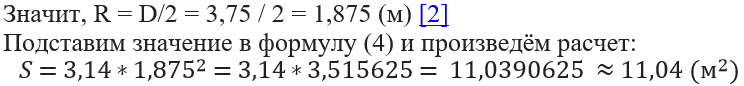 Значит, R = D/2 = 3,75 / 2 = 1,875 (м) [2]
Подставим значение в формулу (4) и произведём расчет:
S = 3,14 * 1,875² = 3,14 * 3,515625 = 11,0390625 ≈ 11,04 (м²)